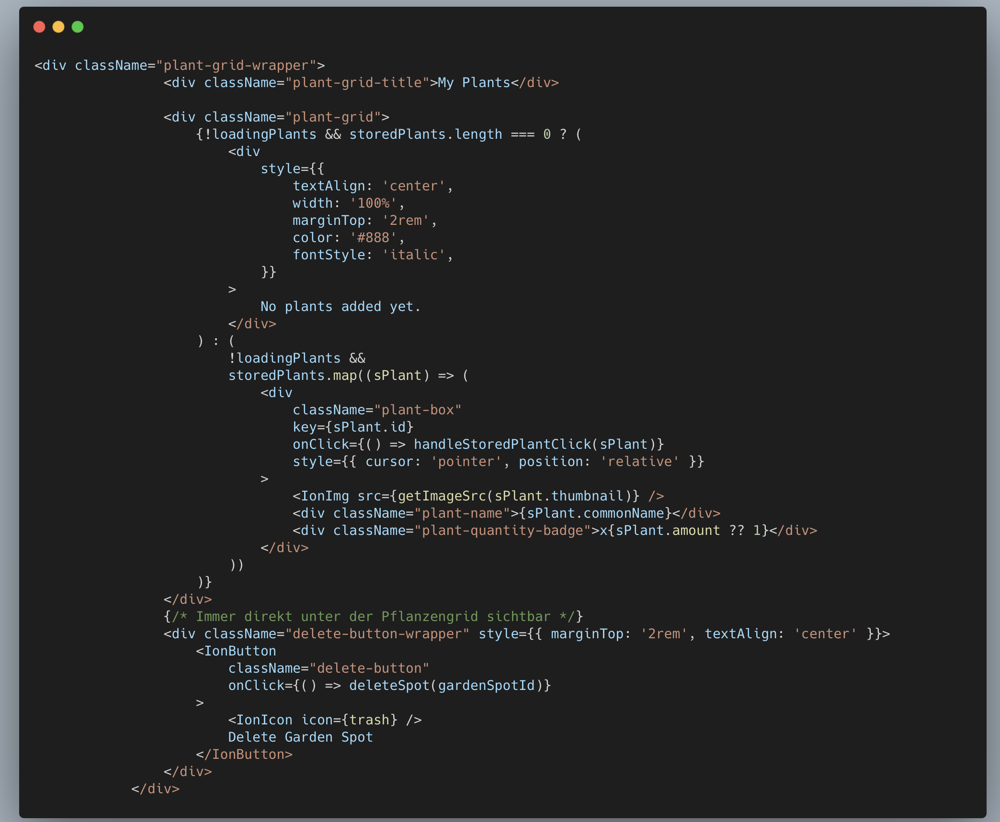 <div className="plant-grid-wrapper">
                <div className="plant-grid-title">My Plants</div>

                <div className="plant-grid">
                    {!loadingPlants && storedPlants.length === 0 ? (
                        <div
                            style={{
                                textAlign: 'center',
                                width: '100%',
                                marginTop: '2rem',
                                color: '#888',
                                fontStyle: 'italic',
                            }}
                        >
                            No plants added yet.
                        </div>
                    ) : (
                        !loadingPlants &&
                        storedPlants.map((sPlant) => (
                            <div
                                className="plant-box"
                                key={sPlant.id}
                                onClick={() => handleStoredPlantClick(sPlant)}
                                style={{ cursor: 'pointer', position: 'relative' }}
                            >
                                <IonImg src={getImageSrc(sPlant.thumbnail)} />
                                <div className="plant-name">{sPlant.commonName}</div>
                                <div className="plant-quantity-badge">x{sPlant.amount ?? 1}</div>
                            </div>
                        ))
                    )}
                </div>
                {/* Immer direkt unter der Pflanzengrid sichtbar */}
                <div className="delete-button-wrapper" style={{ marginTop: '2rem', textAlign: 'center' }}>
                    <IonButton
                        className="delete-button"
                        onClick={() => deleteSpot(gardenSpotId)}
                    >
                        <IonIcon icon={trash} />
                        Delete Garden Spot
                    </IonButton>
                </div>
            </div>